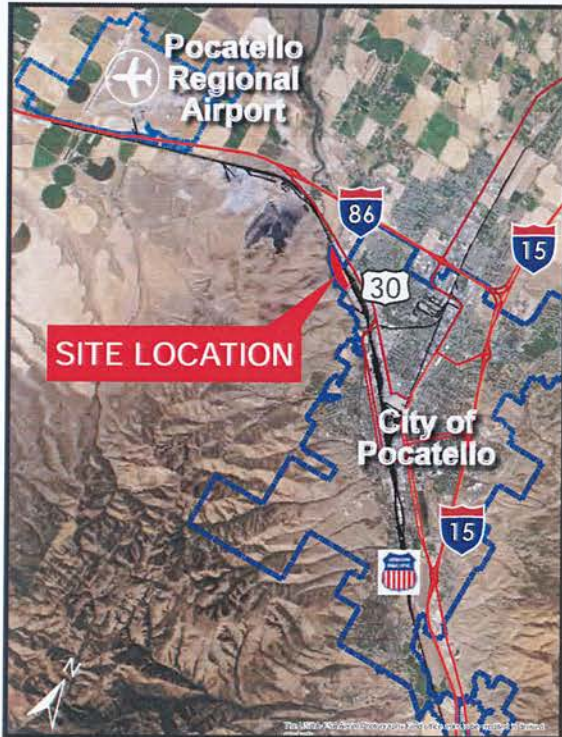 Pocatello
Regional
Airport
86
15
30
SITE LOCATION
City of
Pocatello
15
N